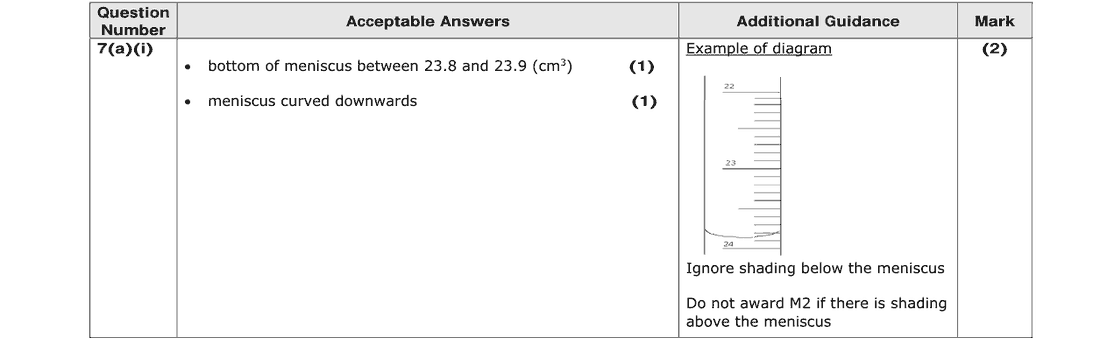 Question Number
Acceptable Answers
Additional Guidance
Mark
7(a)(i)
• bottom of meniscus between 23.8 and 23.9 (cm³) (1)
• meniscus curved downwards (1)
Example of diagram
22
23
24
Ignore shading below the meniscus
Do not award M2 if there is shading
above the meniscus
(2)